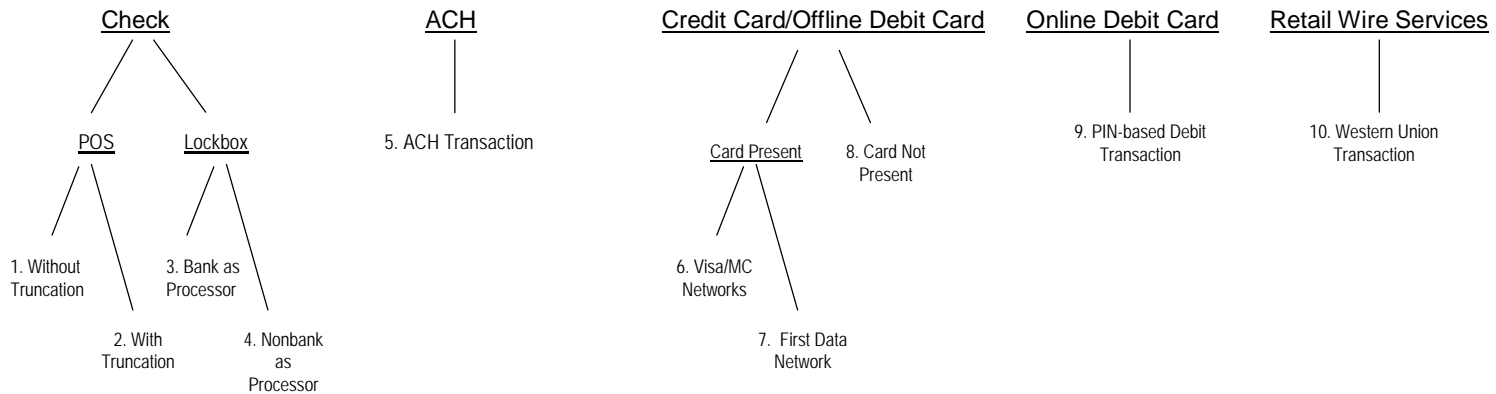 Check
ACH
Credit Card/Offline Debit Card
Online Debit Card
Retail Wire Services
POS
Lockbox
5. ACH Transaction
Card Present
8. Card Not
Present
9. PIN-based Debit
Transaction
10. Western Union
Transaction
1. Without
Truncation
3. Bank as
Processor
6. Visa/MC
Networks
2. With
Truncation
4. Nonbank
as
Processor
7. First Data
Network